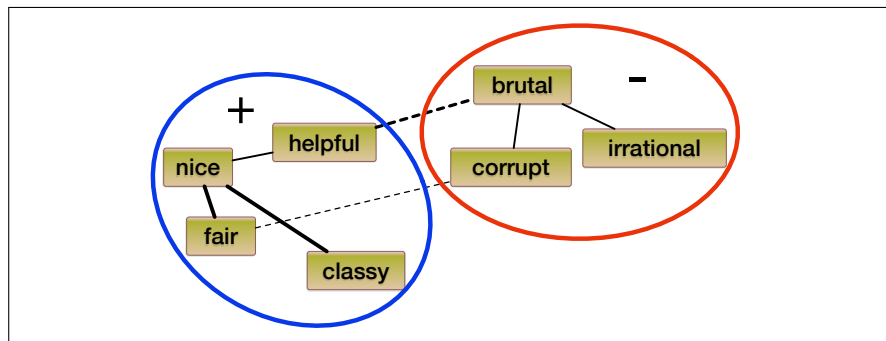 +
nice
helpful
fair
classy
-
brutal
corrupt
irrational